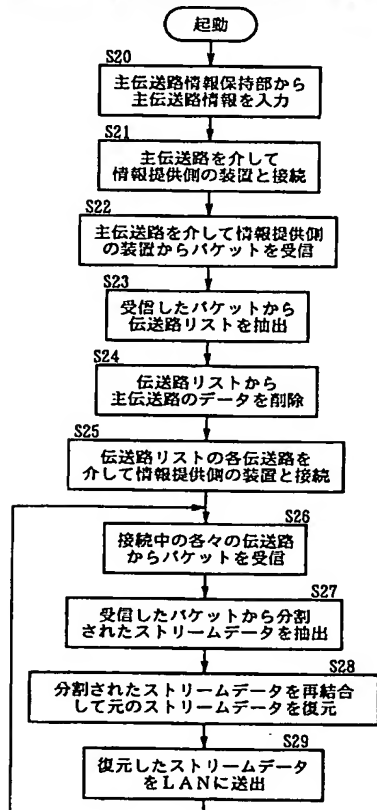 起動
S20
主伝送路情報保持部から
主伝送路情報を入力
S21
主伝送路を介して
情報提供側の装置と接続
S22
主伝送路を介して情報提供側
の装置からパケットを受信
S23
受信したパケットから
伝送路リストを抽出
S24
伝送路リストから
主伝送路のデータを削除
S25
伝送路リストの各伝送路を
介して情報提供側の装置と接続
S26
接続中の各々の伝送路
からパケットを受信
S27
受信したパケットから分割
されたストリームデータを抽出
S28
分割されたストリームデータを再結合
して元のストリームデータを復元
S29
復元したストリームデータ
をLANに送出